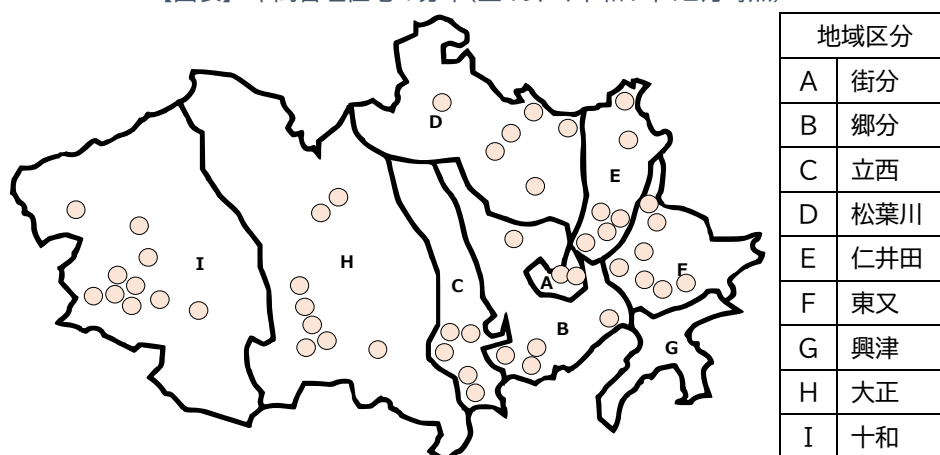 地域区分
A 街分
B 郷分
C 立西
D 松葉川
E 仁井田
F 東又
G 興津
H 大正
I 十和
D
E
I
H
C
A
F
B
G